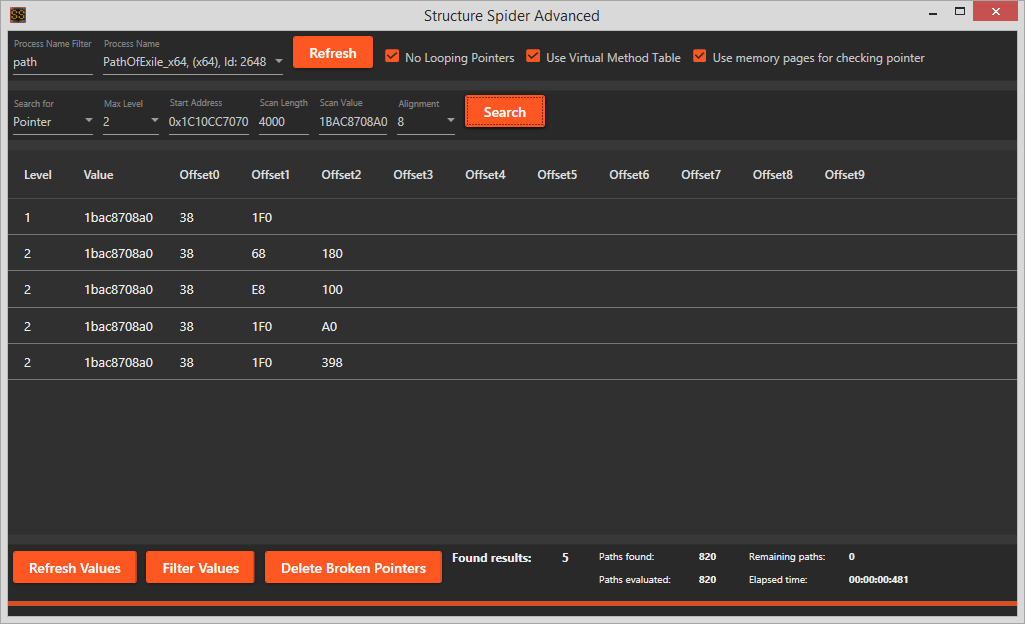 SS
Structure Spider Advanced
Process Name Filter Process Name
path PathOfExile_x64, (x64), Id: 2648 Refresh No Looping Pointers Use Virtual Method Table Use memory pages for checking pointer
Search for Max Level Start Address Scan Length Scan Value Alignment
Pointer 2 0x1C10CC7070 4000 1BAC8708A0 8 Search
Level Value Offset0 Offset1 Offset2 Offset3 Offset4 Offset5 Offset6 Offset7 Offset8 Offset9
1 1bac8708a0 38 1F0
2 1bac8708a0 38 68 180
2 1bac8708a0 38 E8 100
2 1bac8708a0 38 1F0 A0
2 1bac8708a0 38 1F0 398
Refresh Values Filter Values Delete Broken Pointers Found results: 5 Paths found: 820 Remaining paths: 0
Paths evaluated: 820 Elapsed time: 00:00:00:481